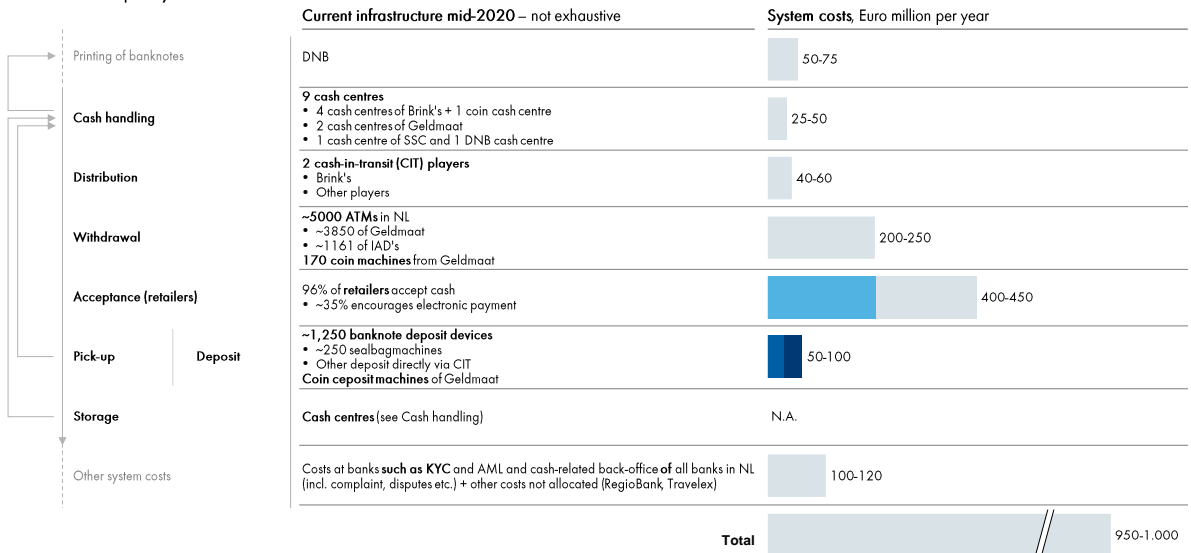 Current infrastructure mid-2020 – not exhaustive
System costs, Euro million per year
Printing of banknotes
DNB
50-75
Cash handling
9 cash centres
• 4 cash centres of Brink's + 1 coin cash centre
• 2 cash centres of Geldmaat
• 1 cash centre of SSC and 1 DNB cash centre
25-50
Distribution
2 cash-in-transit (CIT) players
• Brink's
• Other players
40-60
Withdrawal
~5000 ATMs in NL
• ~3850 of Geldmaat
• ~1161 of IAD's
170 coin machines from Geldmaat
200-250
Acceptance (retailers)
96% of retailers accept cash
• ~35% encourages electronic payment
400-450
Pick-up
Deposit
~1,250 banknote deposit devices
• ~250 sealbagmachines
• Other deposit directly via CIT
Coin ceposit machines of Geldmaat
50-100
Storage
Cash centres (see Cash handling)
N.A.
Other system costs
Costs at banks such as KYC and AML and cash-related back-office of all banks in NL
(incl. complaint, disputes etc.) + other costs not allocated (RegioBank, Travelex)
100-120
Total
950-1.000